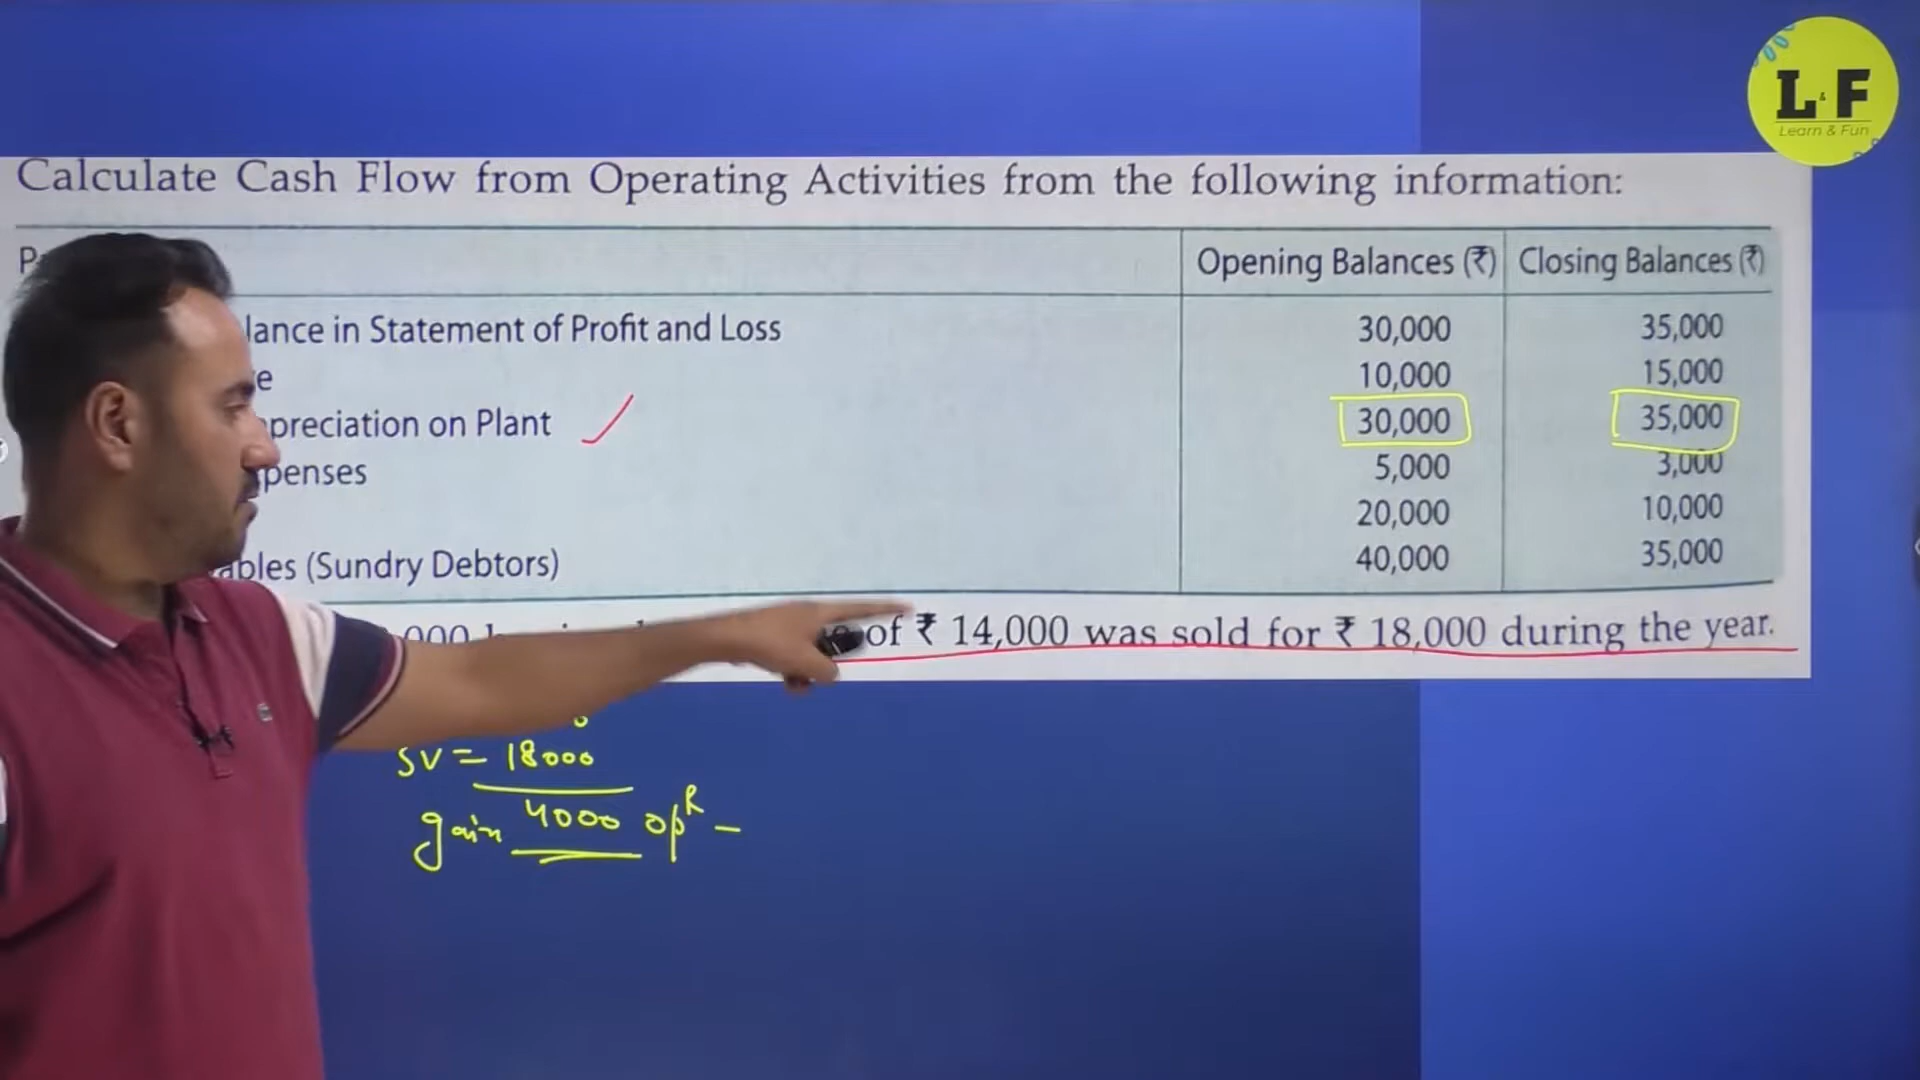 L&F
Learn & Fun
Calculate Cash Flow from Operating Activities from the following information:
Opening Balances (₹) Closing Balances (₹)
lance in Statement of Profit and Loss 30,000 35,000
10,000 15,000
preciation on Plant 30,000 35,000
penses 5,000 3,000
20,000 10,000
ables (Sundry Debtors) 40,000 35,000
of ₹ 14,000 was sold for ₹ 18,000 during the year.
SV = 18000
gain 4000 opR -